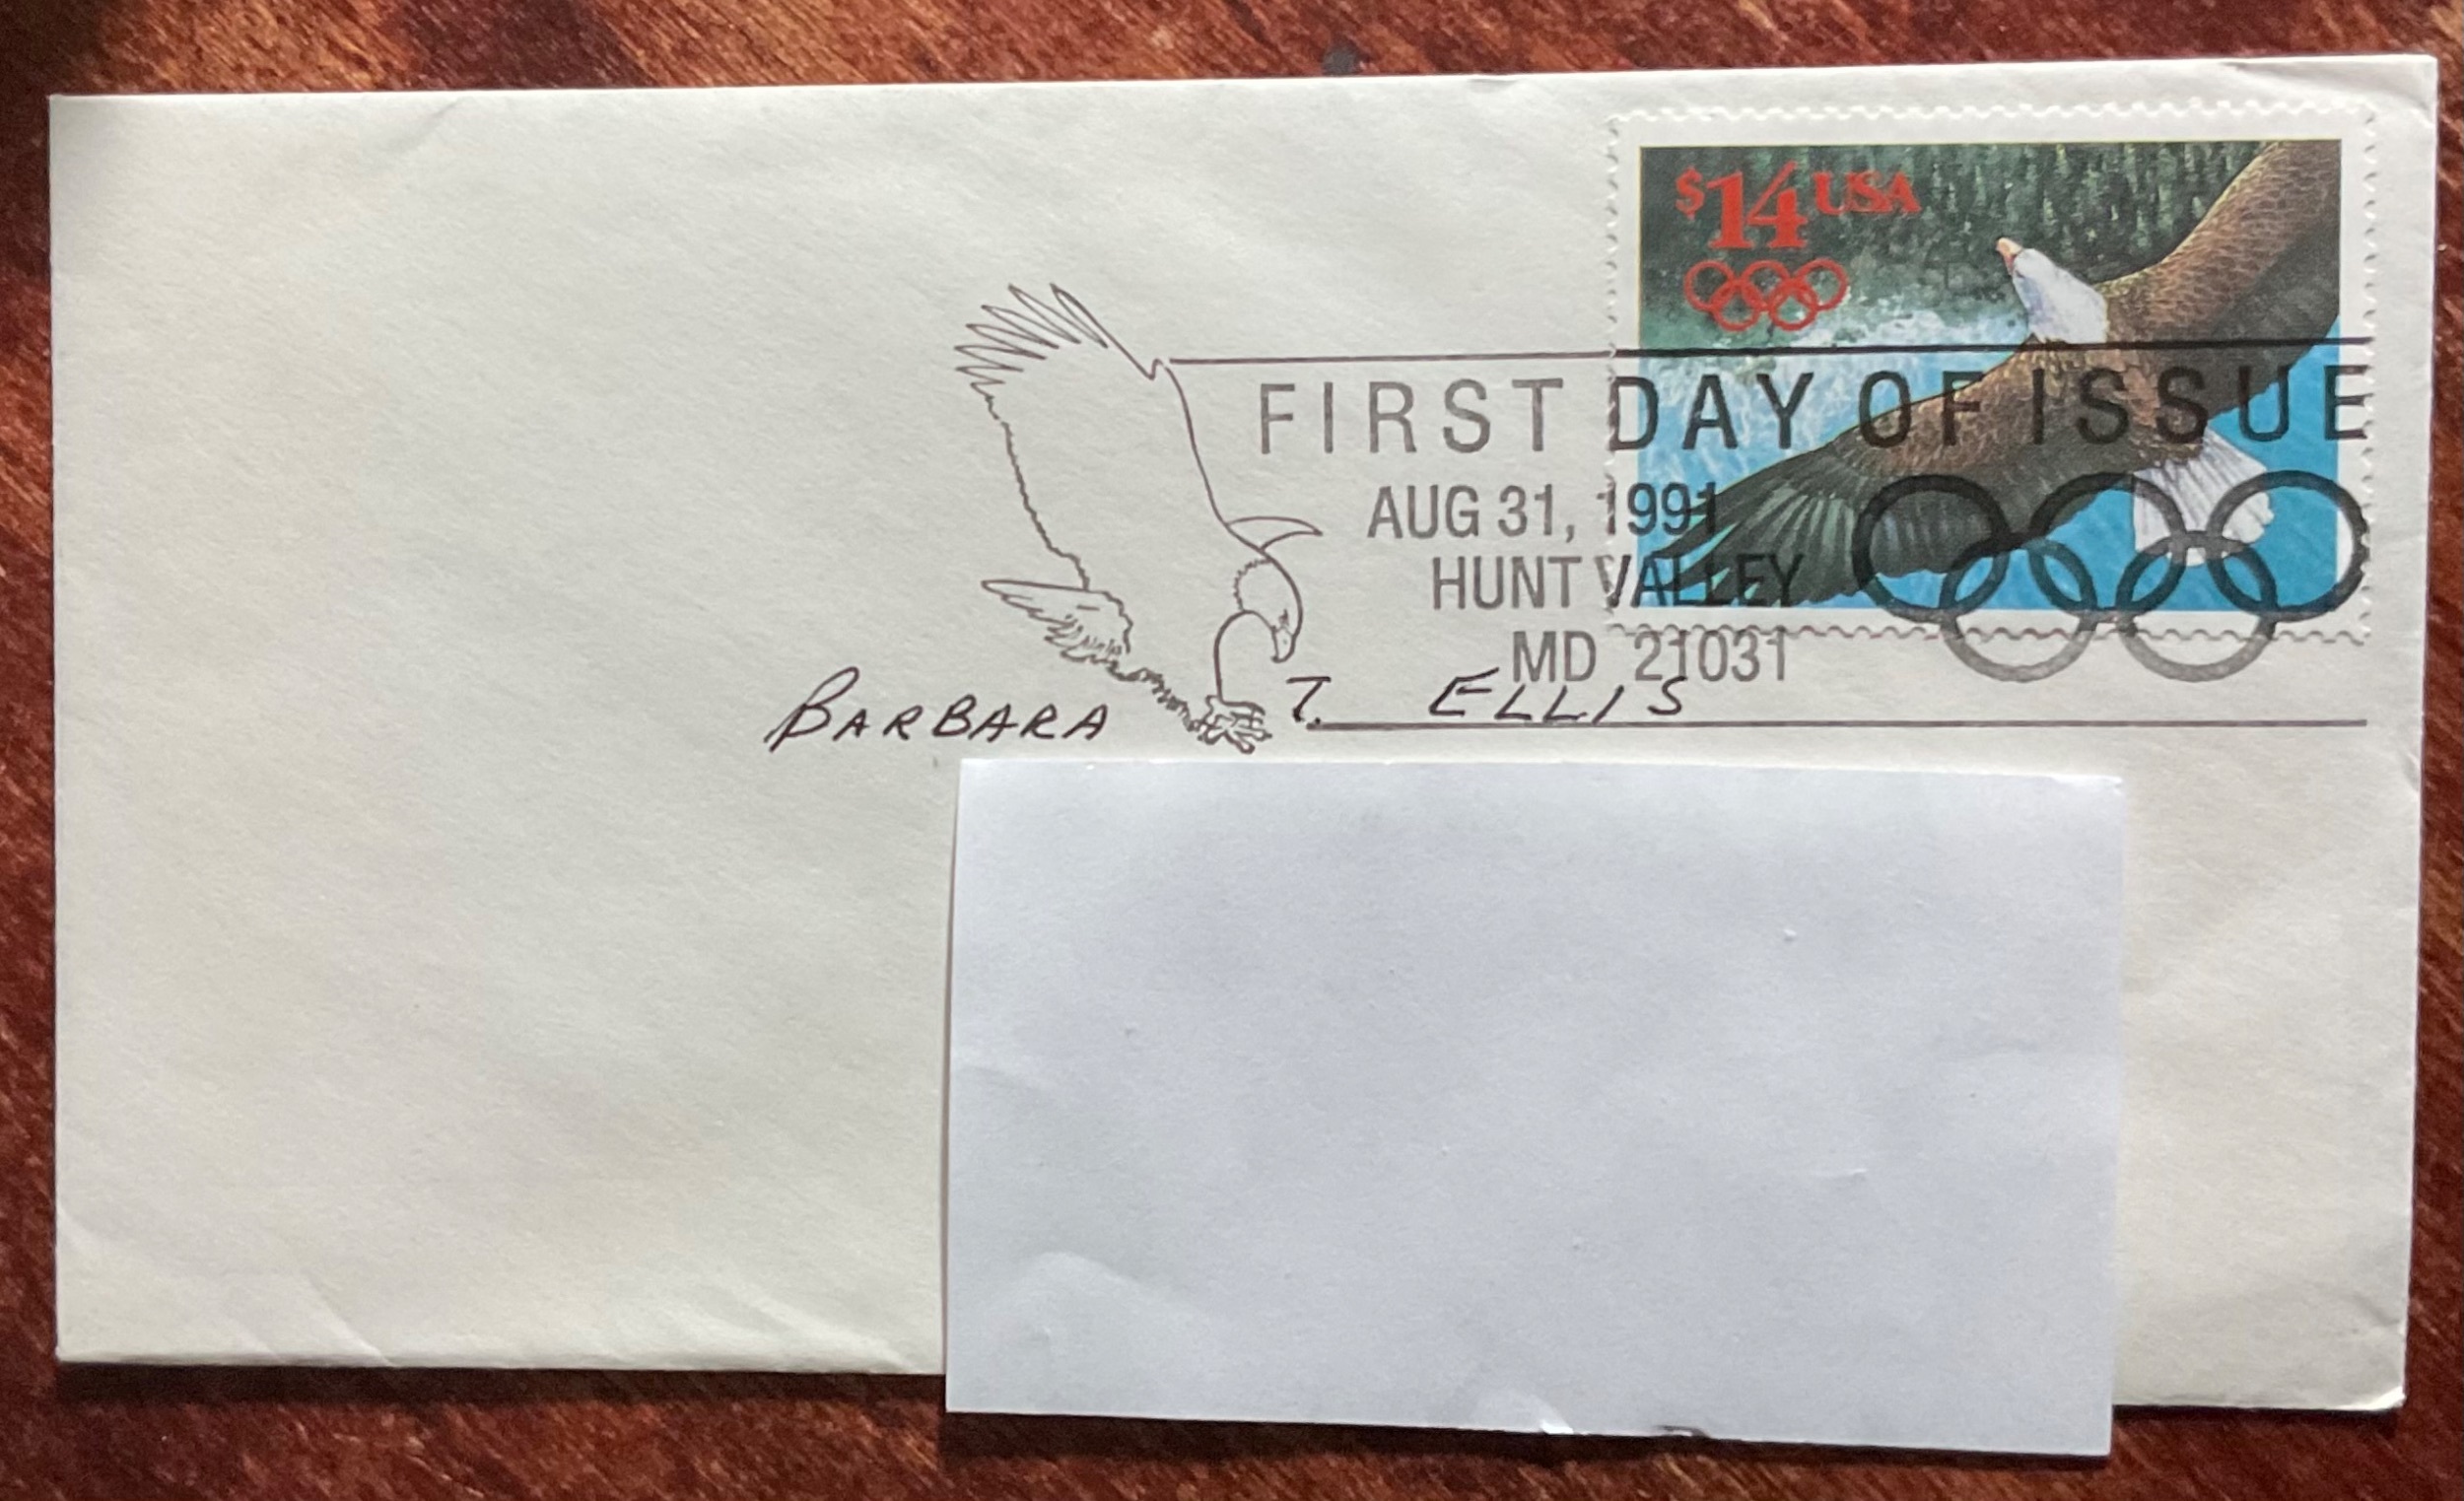 $14 USA
FIRST DAY OF ISSUE
AUG 31, 1991
HUNT VALLEY
MD 21031
BARBARA T. ELLIS